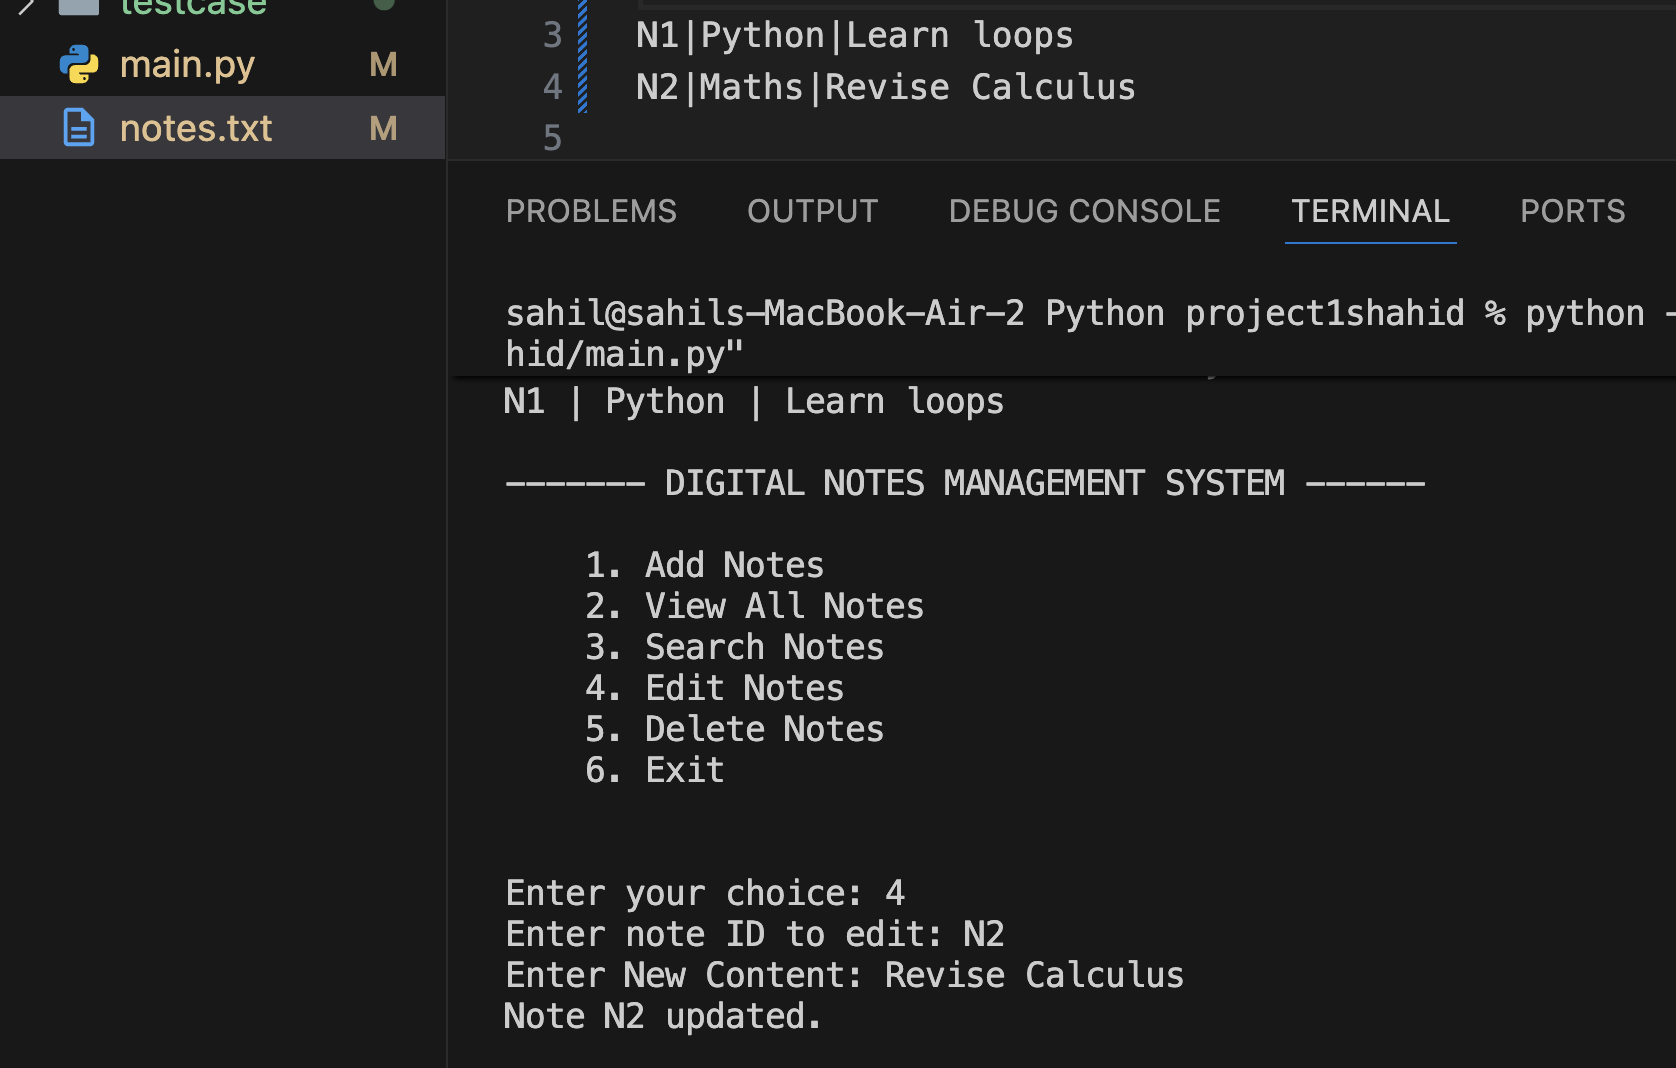 testcase
main.py M
notes.txt M
3 N1|Python|Learn loops
4 N2|Maths|Revise Calculus
5
PROBLEMS OUTPUT DEBUG CONSOLE TERMINAL PORTS
sahil@sahils-MacBook-Air-2 Python project1shahid % python -
hid/main.py"
N1 | Python | Learn loops
------- DIGITAL NOTES MANAGEMENT SYSTEM ------
1. Add Notes
2. View All Notes
3. Search Notes
4. Edit Notes
5. Delete Notes
6. Exit
Enter your choice: 4
Enter note ID to edit: N2
Enter New Content: Revise Calculus
Note N2 updated.